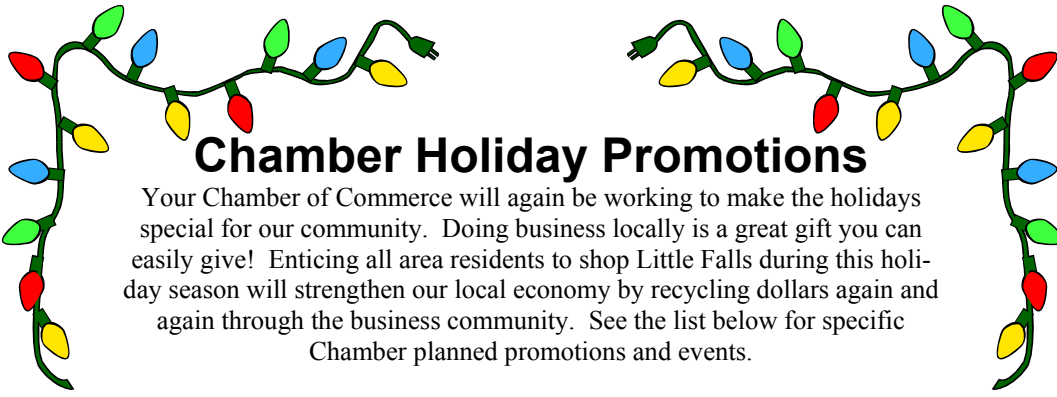 Chamber Holiday Promotions
Your Chamber of Commerce will again be working to make the holidays
special for our community.  Doing business locally is a great gift you can
easily give!  Enticing all area residents to shop Little Falls during this holi-
day season will strengthen our local economy by recycling dollars again and
again through the business community.  See the list below for specific
Chamber planned promotions and events.